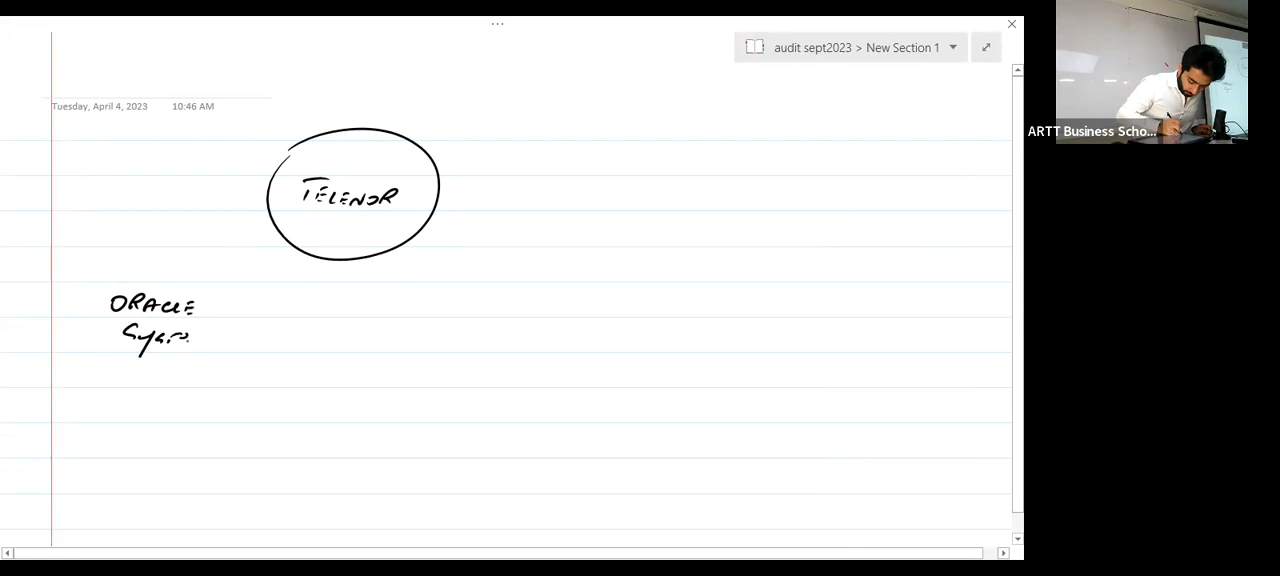 ...
audit sept2023 > New Section 1
Tuesday, April 4, 2023 10:46 AM
TELENOR
ORACLE
ARTT Business Scho...